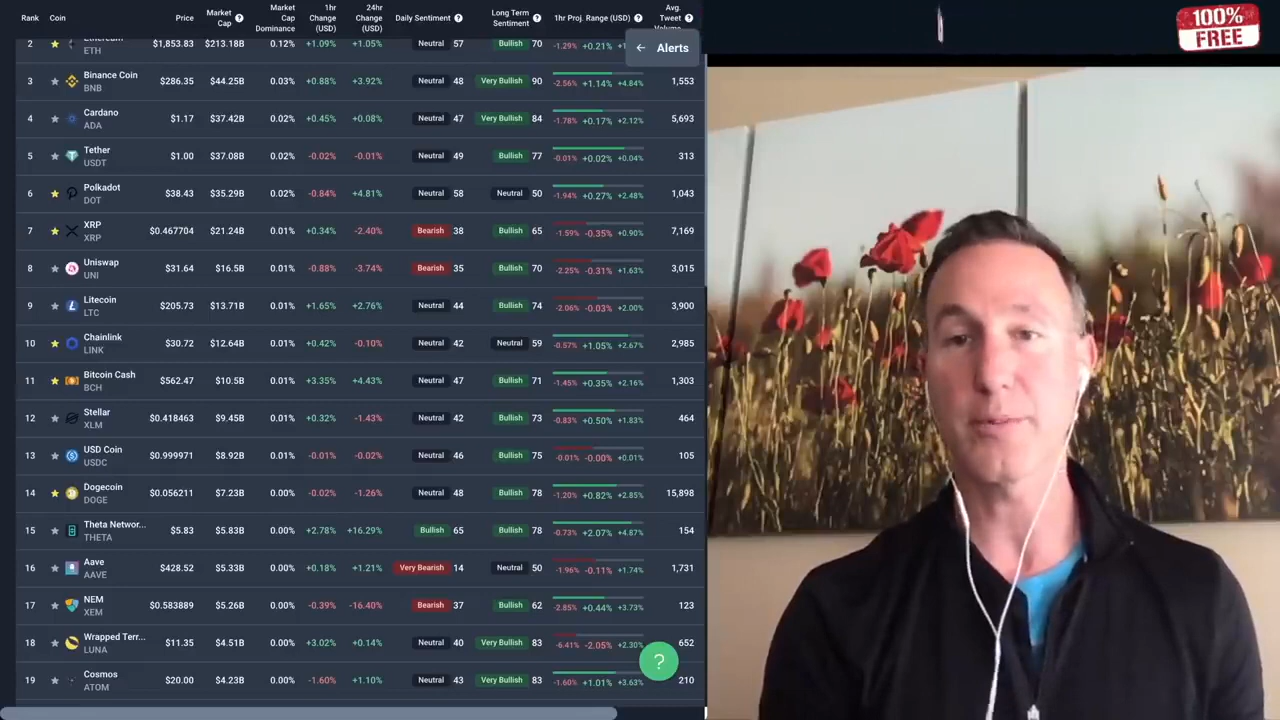 Rank Coin Price Market Cap Market Cap Dominance 1hr Change (USD) 24hr Change (USD) Daily Sentiment Long Term Sentiment 1hr Proj. Range (USD) Avg. Tweet
2 ETH $1,853.83 $213.18B 0.12% +1.09% +1.05% Neutral 57 Bullish 70 -1.29% +0.21%
Alerts
3 Binance Coin BNB $286.35 $44.25B 0.03% +0.88% +3.92% Neutral 48 Very Bullish 90 -2.56% +1.14% +4.84% 1,553
4 Cardano ADA $1.17 $37.42B 0.02% +0.45% +0.08% Neutral 47 Very Bullish 84 -1.78% +0.17% +2.12% 5,693
5 Tether USDT $1.00 $37.08B 0.02% -0.02% -0.01% Neutral 49 Bullish 77 -0.01% +0.02% +0.04% 313
6 Polkadot DOT $38.43 $35.29B 0.02% -0.84% +4.81% Neutral 58 Neutral 50 -1.94% +0.27% +2.48% 1,043
7 XRP XRP $0.467704 $21.23B 0.01% +0.34% -2.40% Bearish 38 Bullish 65 -1.59% -0.35% +0.90% 7,169
8 Uniswap UNI $31.64 $16.5B 0.01% -0.88% -3.74% Bearish 35 Bullish 70 -2.25% -0.31% +1.63% 3,015
9 Litecoin LTC $205.73 $13.71B 0.01% +1.65% +2.76% Neutral 44 Bullish 74 -2.06% -0.03% +2.00% 3,900
10 Chainlink LINK $30.72 $12.64B 0.01% +0.42% -0.10% Neutral 42 Neutral 59 -0.57% +1.05% +2.67% 2,985
11 Bitcoin Cash BCH $562.47 $10.5B 0.01% +3.35% +4.43% Neutral 47 Bullish 71 -1.45% +0.35% +2.16% 1,303
12 Stellar XLM $0.418463 $9.45B 0.01% +0.32% -1.43% Neutral 42 Bullish 73 -0.83% +0.50% +1.83% 464
13 USD Coin USDC $0.999971 $8.92B 0.01% -0.01% -0.02% Neutral 46 Bullish 75 -0.01% -0.00% +0.01% 105
14 Dogecoin DOGE $0.056211 $7.23B 0.00% -0.02% -1.26% Neutral 48 Bullish 78 -1.20% +0.82% +2.85% 15,898
15 Theta Networ... THETA $5.83 $5.83B 0.00% +2.78% +16.29% Bullish 65 Bullish 78 -0.73% +2.07% +4.87% 154
16 Aave AAVE $428.52 $5.33B 0.00% +0.18% +1.21% Very Bearish 14 Neutral 50 -1.96% -0.11% +1.74% 1,731
17 NEM XEM $0.583889 $5.26B 0.00% -0.39% -16.40% Bearish 37 Bullish 62 -2.85% +0.44% +3.73% 123
18 Wrapped Terr... LUNA $11.35 $4.51B 0.00% +3.02% +0.14% Neutral 40 Very Bullish 83 -6.41% -2.05% +2.30% 652
19 Cosmos ATOM $20.00 $4.23B 0.00% -1.60% +1.10% Neutral 43 Very Bullish 83 -1.60% +1.01% +3.63% 210
?
100%
FREE